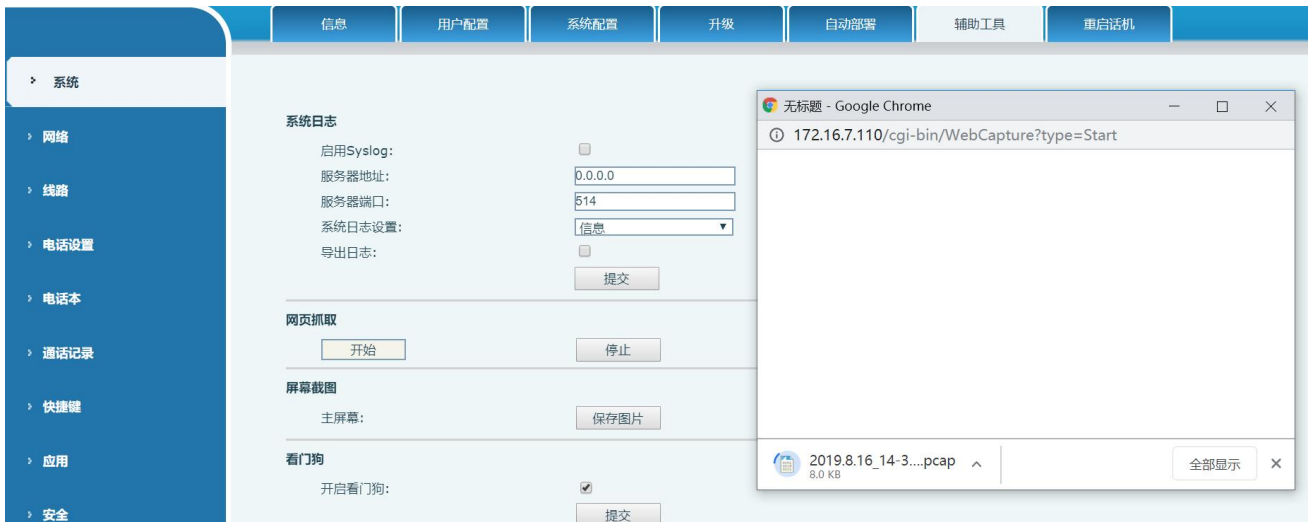 信息 用户配置 系统配置 升级 自动部署 辅助工具 重启话机
系统
网络
线路
电话设置
电话本
通话记录
快捷键
应用
安全
系统日志
启用Syslog:
服务器地址: 0.0.0.0
服务器端口: 514
系统日志设置: 信息
导出日志:
提交
网页抓取
开始 停止
屏幕截图
主屏幕: 保存图片
看门狗
开启看门狗:
提交
无标题 - Google Chrome
172.16.7.110/cgi-bin/WebCapture?type=Start
2019.8.16_14-3....pcap
8.0 KB
全部显示